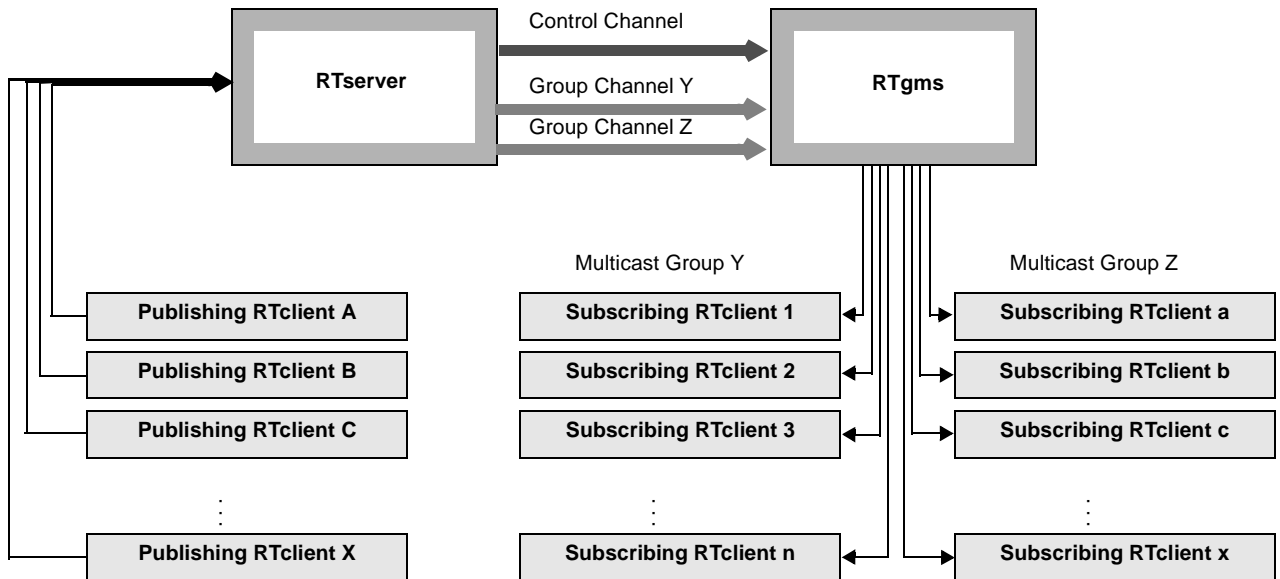 Control Channel
RTserver
RTgms
Group Channel Y
Group Channel Z
Multicast Group Y
Multicast Group Z
Publishing RTclient A
Subscribing RTclient 1
Subscribing RTclient a
Publishing RTclient B
Subscribing RTclient 2
Subscribing RTclient b
Publishing RTclient C
Subscribing RTclient 3
Subscribing RTclient c
Publishing RTclient X
Subscribing RTclient n
Subscribing RTclient x